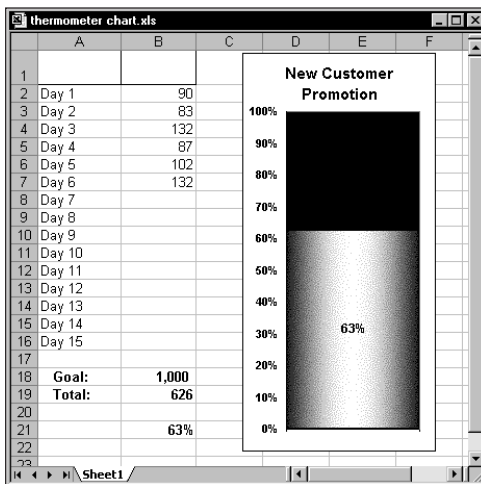 thermometer chart.xls
A B C D E F
1
2 Day 1 90
3 Day 2 83
4 Day 3 132
5 Day 4 87
6 Day 5 102
7 Day 6 132
8 Day 7
9 Day 8
10 Day 9
11 Day 10
12 Day 11
13 Day 12
14 Day 13
15 Day 14
16 Day 15
17
18 Goal: 1,000
19 Total: 626
20
21 63%
22
23
New Customer
Promotion
100%
90%
80%
70%
60%
50%
40%
30%
20%
10%
0%
63%
Sheet1